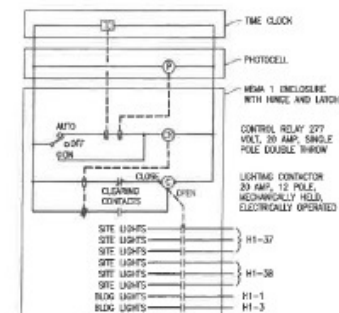 TIME CLOCK
PHOTOCELL
P
NEMA 1 ENCLOSURE
WITH HINGE AND LATCH
AUTO
OFF
ON
CONTROL RELAY 277
VOLT, 20 AMP, SINGLE
POLE DOUBLE THROW
CLOSE
C
OPEN
CLEARING
CONTACTS
LIGHTING CONTACTOR
20 AMP, 12 POLE,
MECHANICALLY HELD,
ELECTRICALLY OPERATED
SITE LIGHTS
SITE LIGHTS H1-37
SITE LIGHTS
SITE LIGHTS
SITE LIGHTS H1-38
SITE LIGHTS
BLDG LIGHTS H1-1
BLDG LIGHTS H1-3